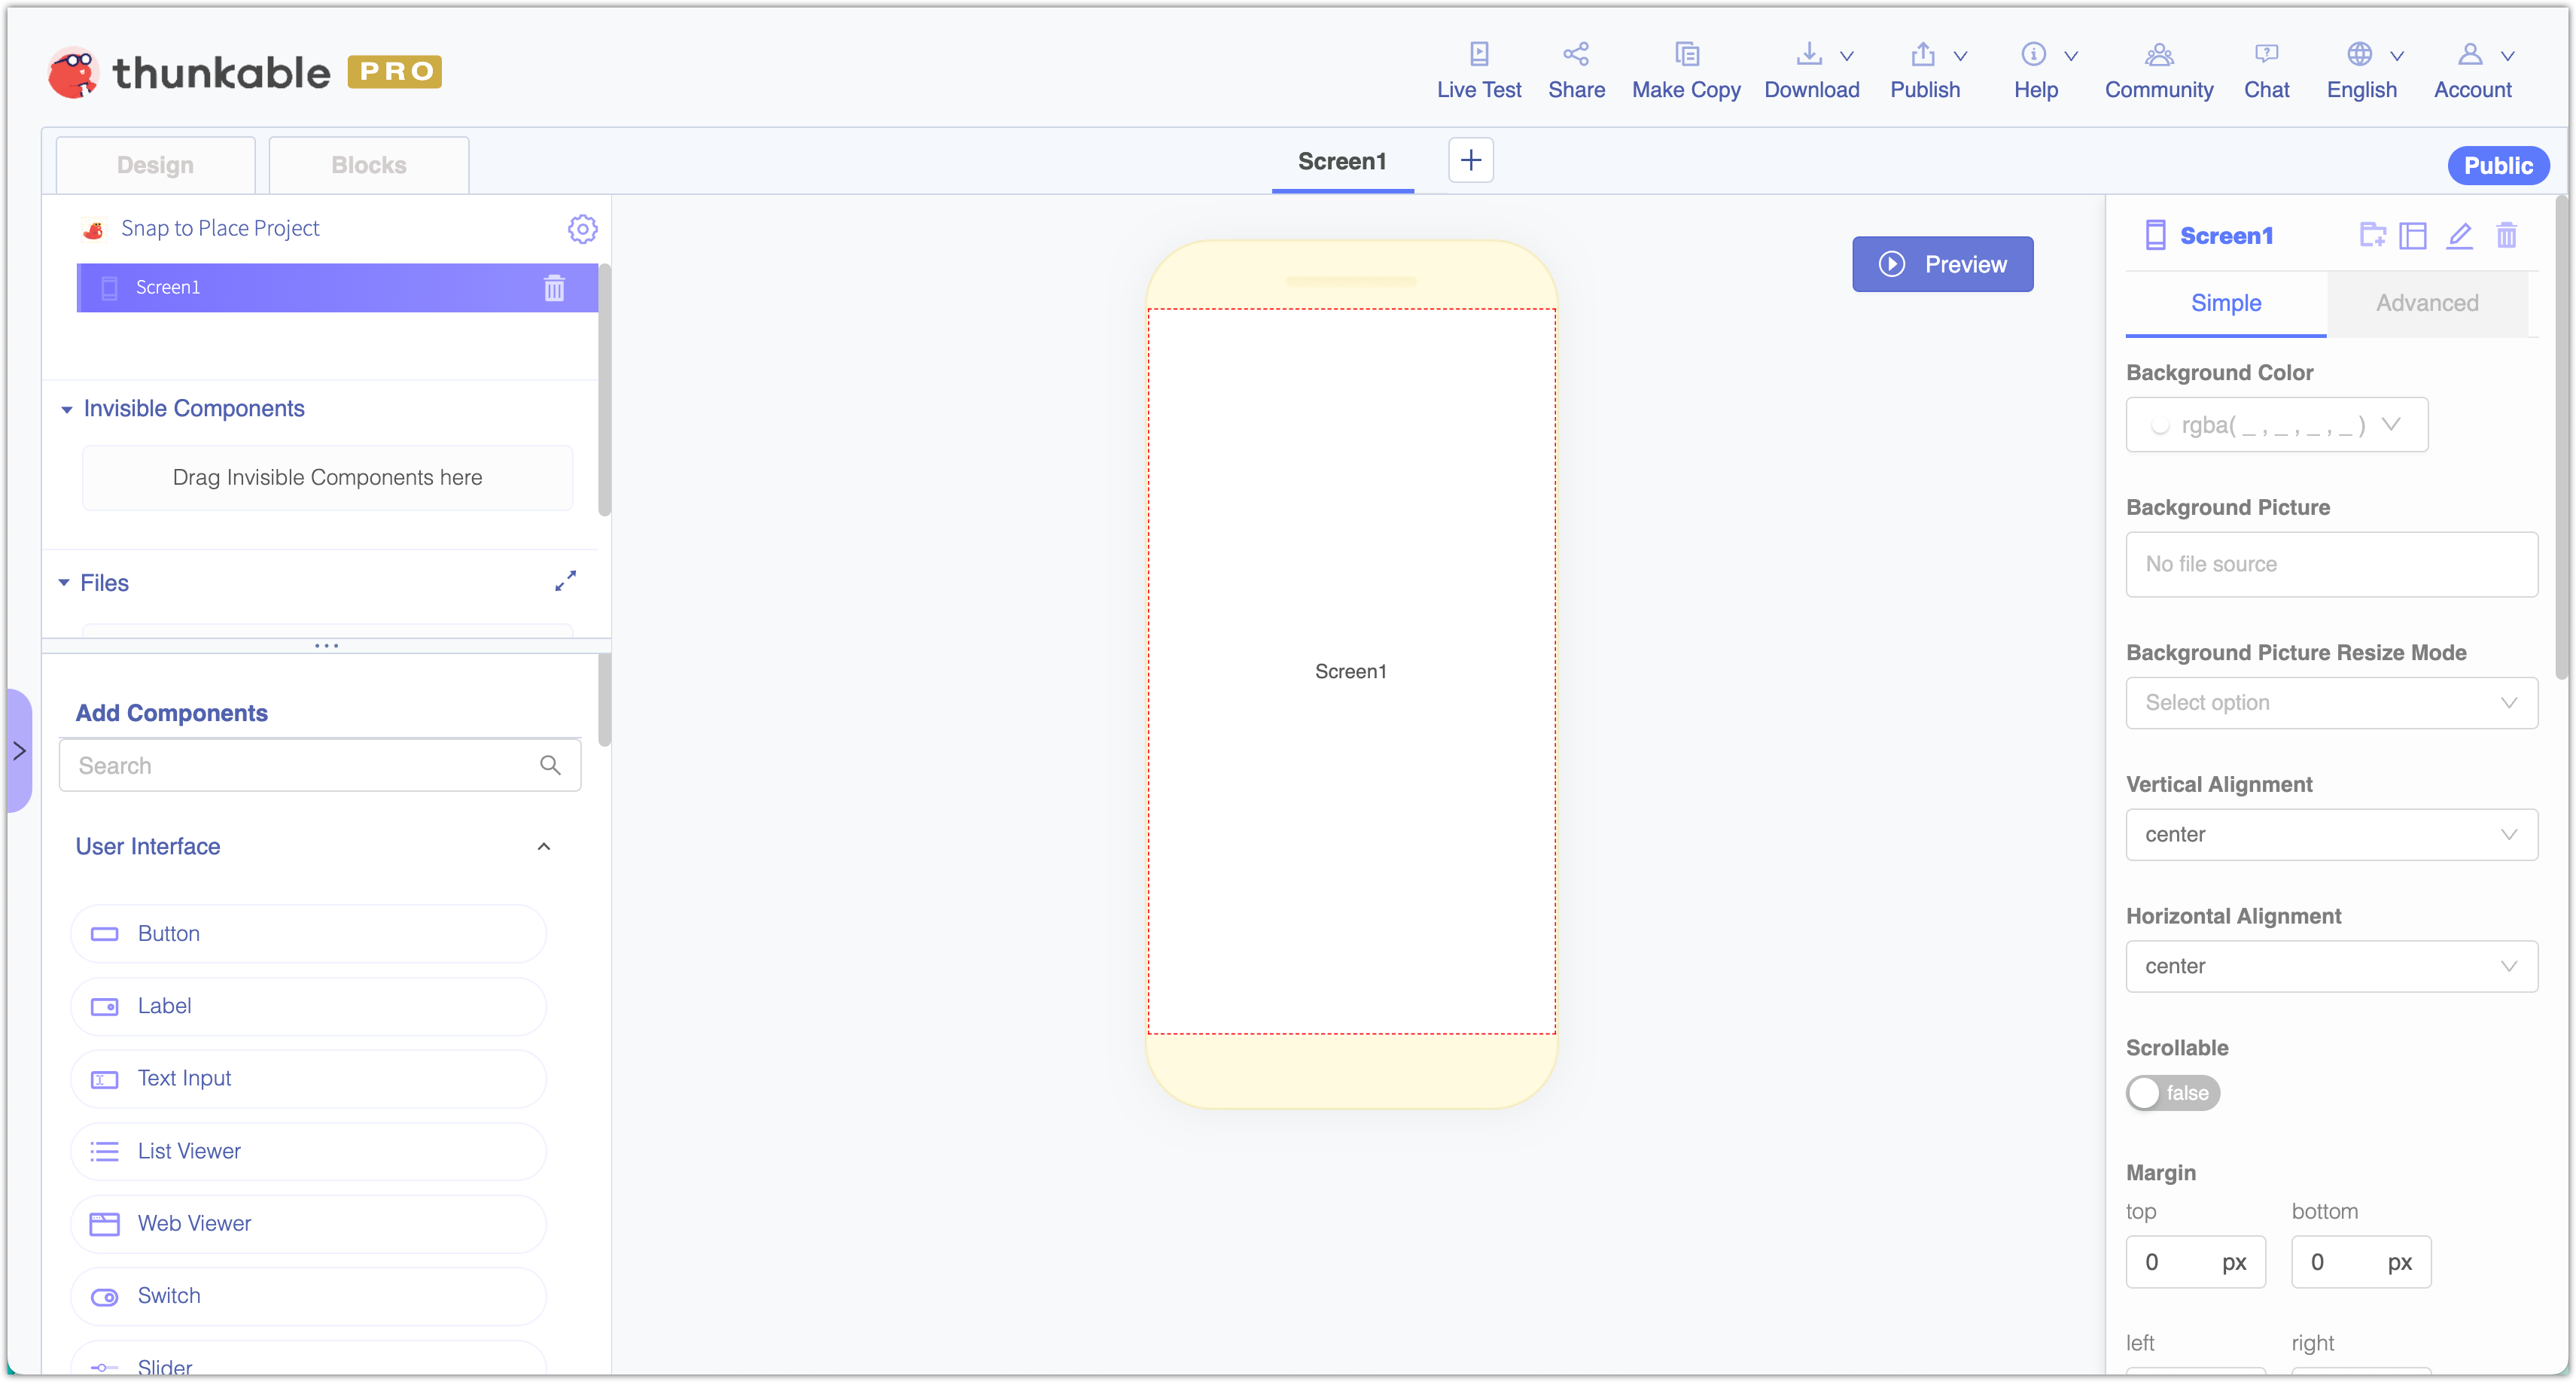 thunkable PRO
Live Test
Share
Make Copy
Download
Publish
Help
Community
Chat
English
Account
Design
Blocks
Screen1
Public
Snap to Place Project
Screen1
Invisible Components
Drag Invisible Components here
Files
Add Components
Search
User Interface
Button
Label
Text Input
List Viewer
Web Viewer
Switch
Slider
Preview
Screen1
Screen1
Simple
Advanced
Background Color
rgba( _ , _ , _ , _ )
Background Picture
No file source
Background Picture Resize Mode
Select option
Vertical Alignment
center
Horizontal Alignment
center
Scrollable
false
Margin
top bottom
0 px 0 px
left right